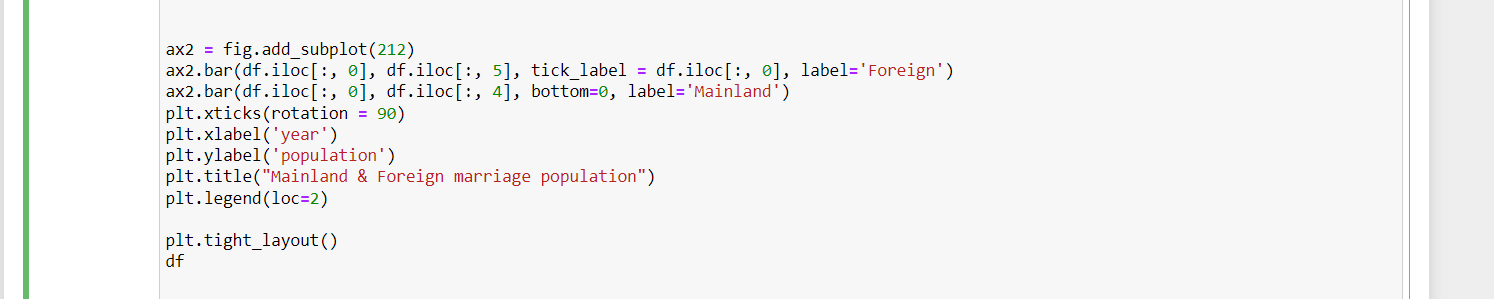 ax2 = fig.add_subplot(212)
ax2.bar(df.iloc[:, 0], df.iloc[:, 5], tick_label = df.iloc[:, 0], label='Foreign')
ax2.bar(df.iloc[:, 0], df.iloc[:, 4], bottom=0, label='Mainland')
plt.xticks(rotation = 90)
plt.xlabel('year')
plt.ylabel('population')
plt.title("Mainland & Foreign marriage population")
plt.legend(loc=2)
plt.tight_layout()
df